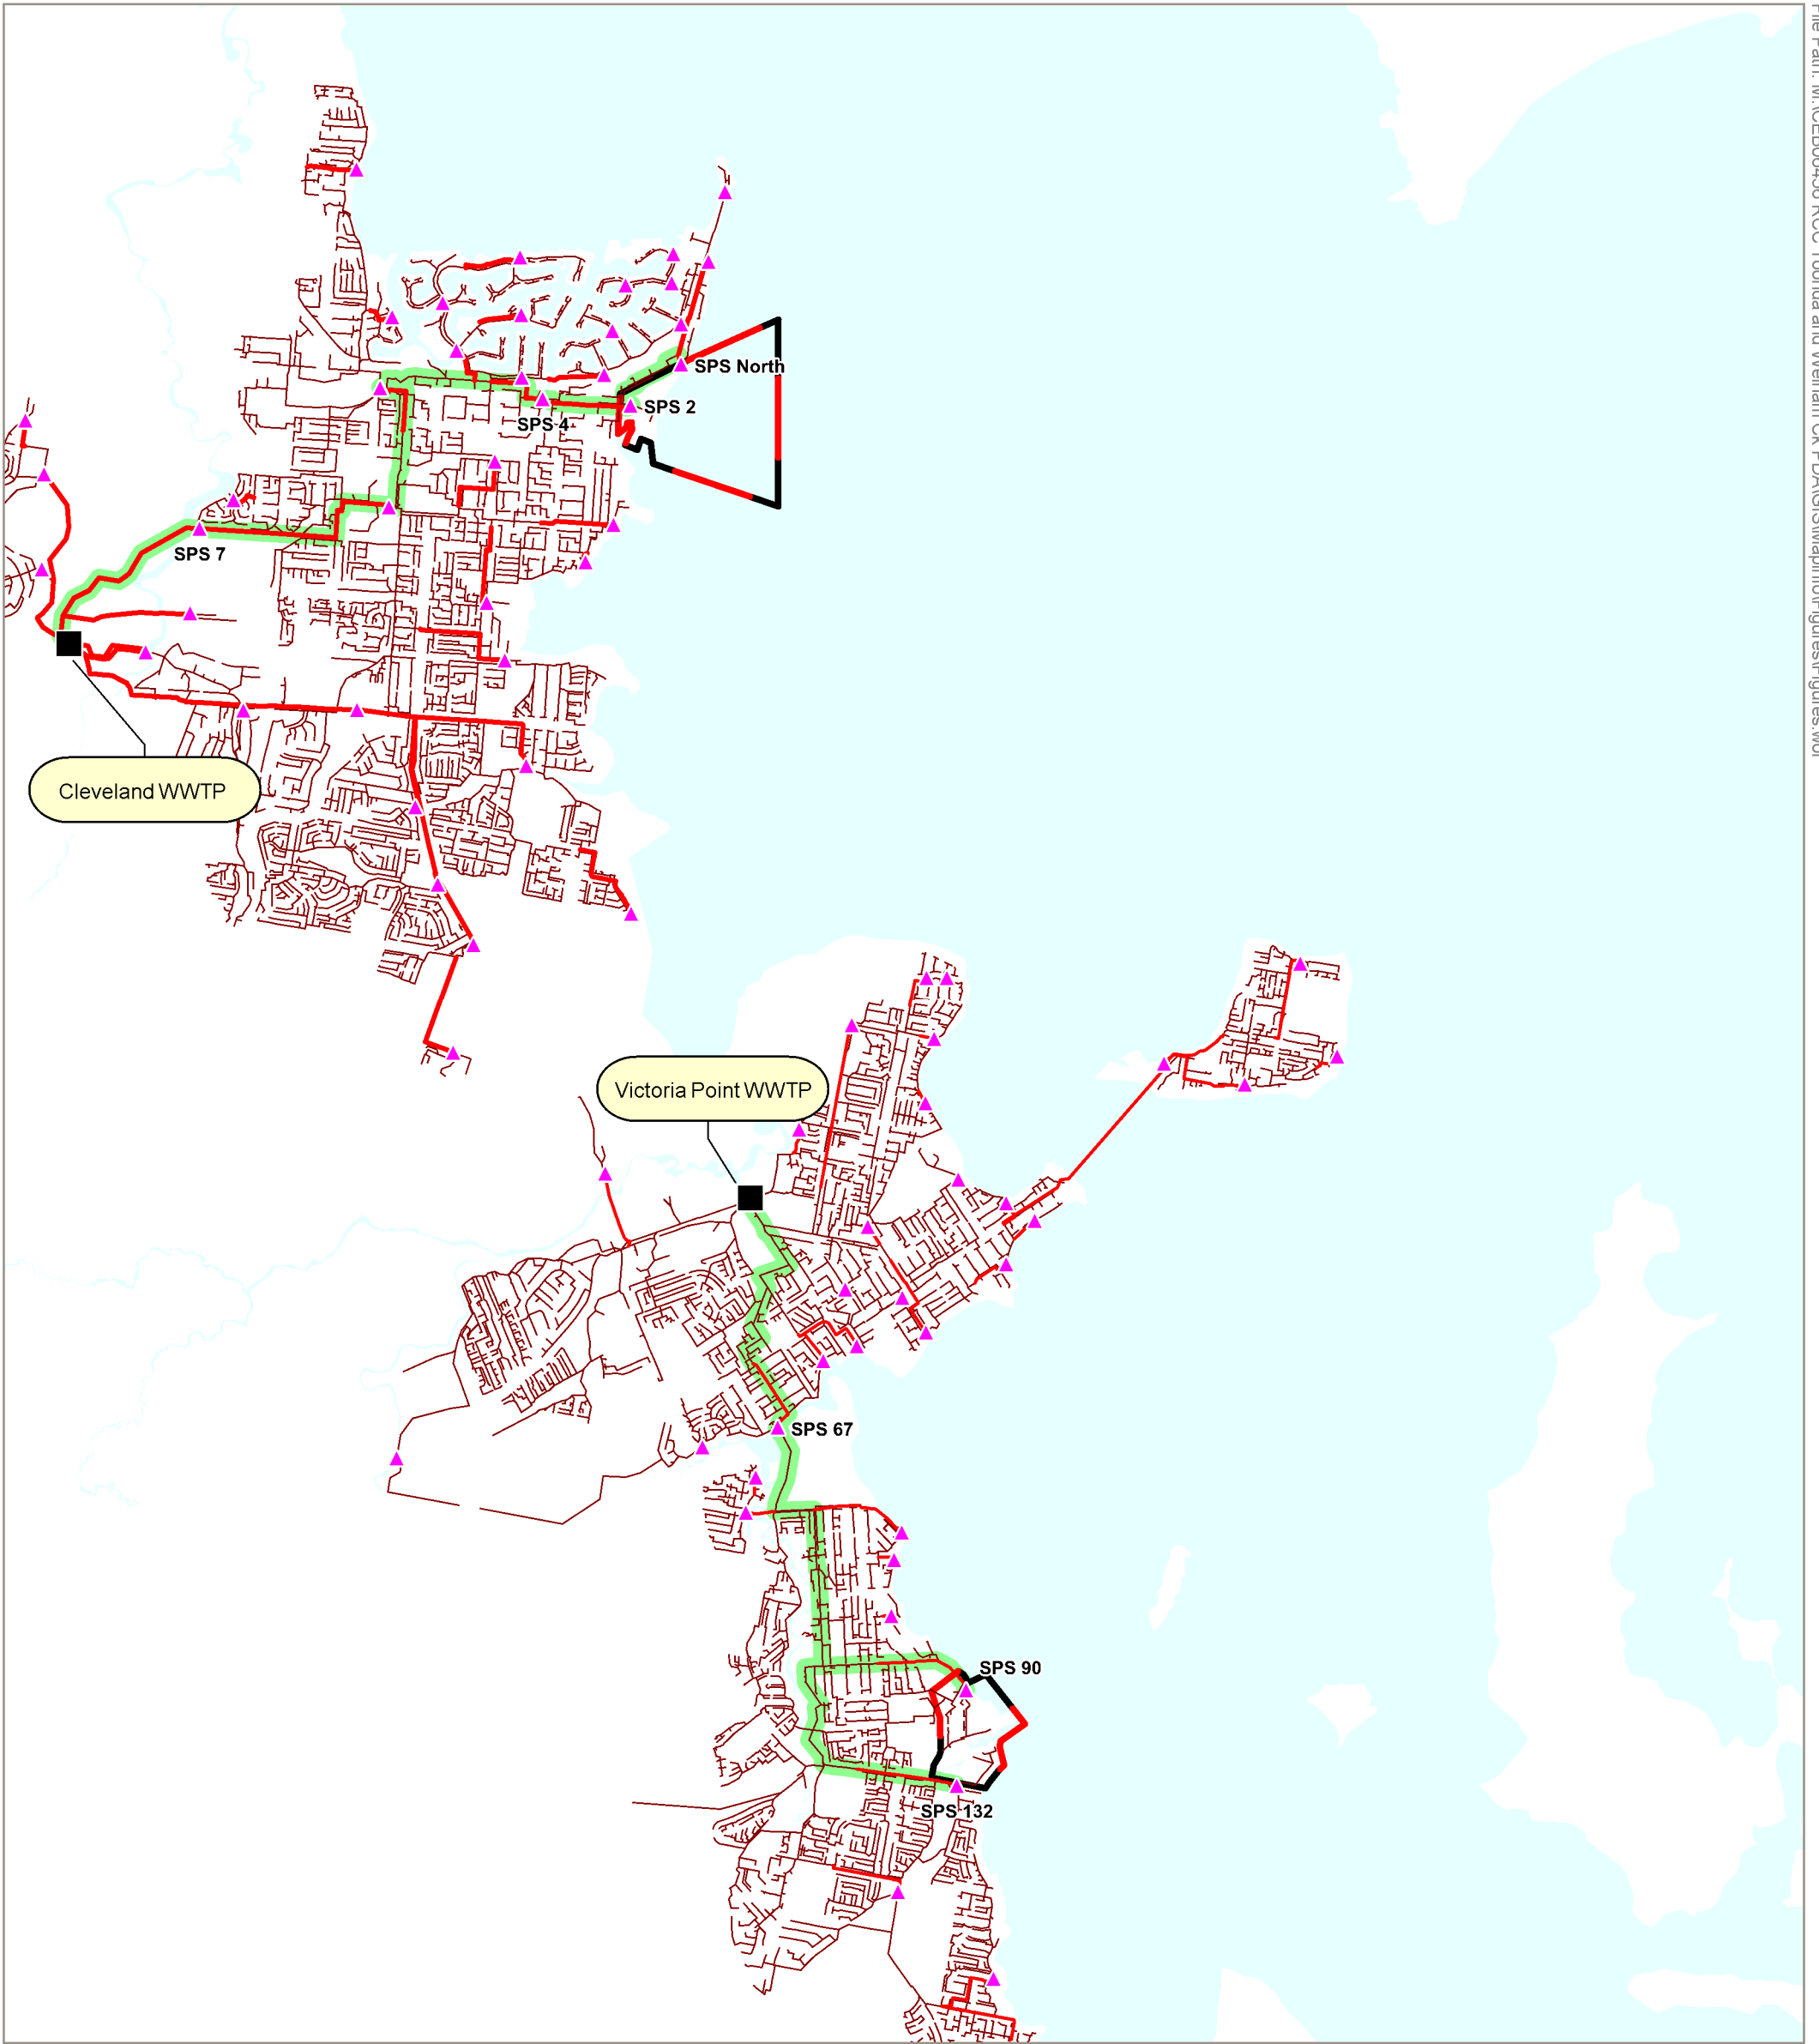 SPS North
SPS 2
SPS 4
SPS 7
Cleveland WWTP
Victoria Point WWTP
SPS 67
SPS 90
SPS 132